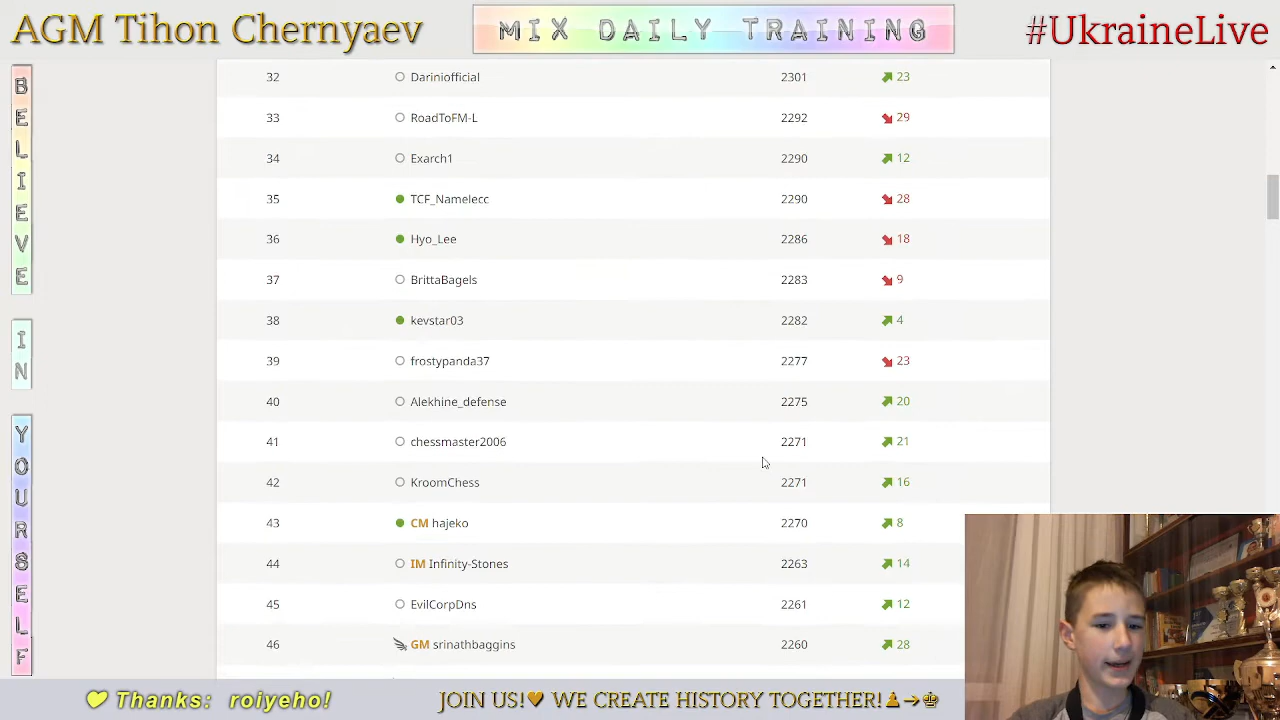 AGM Tihon Chernyaev
MIX DAILY TRAINING
#UkraineLive
BELIEVE
IN
YOURSELF
32 Dariniofficial 2301 23
33 RoadToFM-L 2292 29
34 Exarch1 2290 12
35 TCF_Namelecc 2290 28
36 Hyo_Lee 2286 18
37 BrittaBagels 2283 9
38 kevstar03 2282 4
39 frostypanda37 2277 23
40 Alekhine_defense 2275 20
41 chessmaster2006 2271 21
42 KroomChess 2271 16
43 CM hajeko 2270 8
44 IM Infinity-Stones 2263 14
45 EvilCorpDns 2261 12
46 GM srinathbaggins 2260 28
Thanks: roiyeho!
JOIN US!🧡 WE CREATE HISTORY TOGETHER!♟→♚